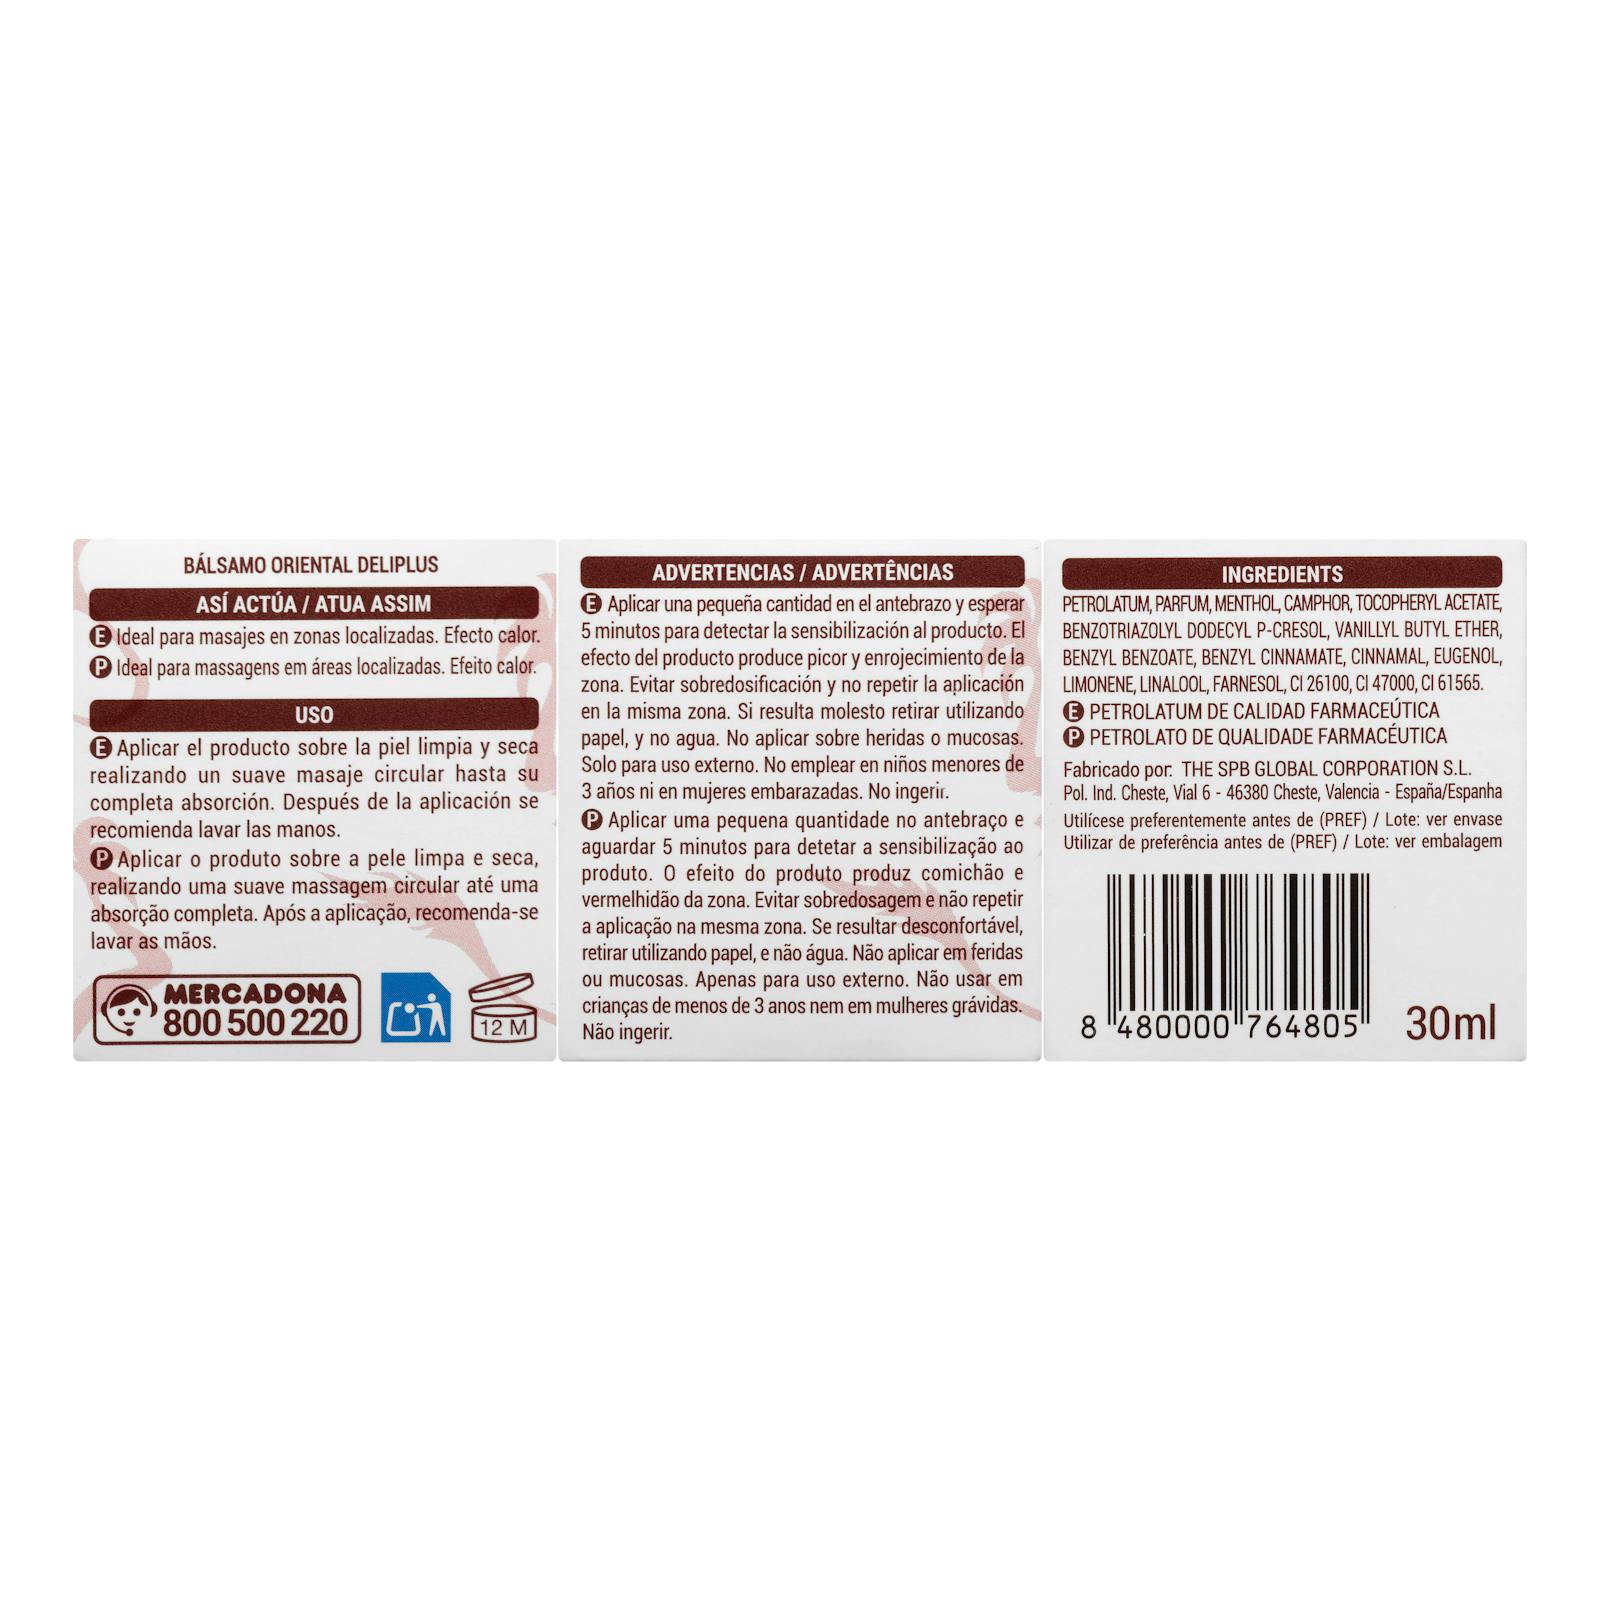 BÁLSAMO ORIENTAL DELIPLUS
ASÍ ACTÚA / ATUA ASSIM
E Ideal para masajes en zonas localizadas. Efecto calor.
P Ideal para massagens em áreas localizadas. Efeito calor.
USO
E Aplicar el producto sobre la piel limpia y seca
realizando un suave masaje circular hasta su
completa absorción. Después de la aplicación se
recomienda lavar las manos.
P Aplicar o produto sobre a pele limpa e seca,
realizando uma suave massagem circular até uma
absorção completa. Após a aplicação, recomenda-se
lavar as mãos.
MERCADONA
800 500 220
12 M
ADVERTENCIAS / ADVERTÊNCIAS
E Aplicar una pequeña cantidad en el antebrazo y esperar
5 minutos para detectar la sensibilización al producto. El
efecto del producto produce picor y enrojecimiento de la
zona. Evitar sobredosificación y no repetir la aplicación
en la misma zona. Si resulta molesto retirar utilizando
papel, y no agua. No aplicar sobre heridas o mucosas.
Solo para uso externo. No emplear en niños menores de
3 años ni en mujeres embarazadas. No ingerir.
P Aplicar uma pequena quantidade no antebraço e
aguardar 5 minutos para detetar a sensibilização ao
produto. O efeito do produto produz comichão e
vermelhidão da zona. Evitar sobredosagem e não repetir
a aplicação na mesma zona. Se resultar desconfortável,
retirar utilizando papel, e não água. Não aplicar em feridas
ou mucosas. Apenas para uso externo. Não usar em
crianças de menos de 3 anos nem em mulheres grávidas.
Não ingerir.
INGREDIENTS
PETROLATUM, PARFUM, MENTHOL, CAMPHOR, TOCOPHERYL ACETATE,
BENZOTRIAZOLYL DODECYL P-CRESOL, VANILLYL BUTYL ETHER,
BENZYL BENZOATE, BENZYL CINNAMATE, CINNAMAL, EUGENOL,
LIMONENE, LINALOOL, FARNESOL, CI 26100, CI 47000, CI 61565.
E PETROLATUM DE CALIDAD FARMACEÚTICA
P PETROLATO DE QUALIDADE FARMACÉUTICA
Fabricado por: THE SPB GLOBAL CORPORATION S.L.
Pol. Ind. Cheste, Vial 6 - 46380 Cheste, Valencia - España/Espanha
Utilícese preferentemente antes de (PREF) / Lote: ver envase
Utilizar de preferência antes de (PREF) / Lote: ver embalagem
8 480000 764805
30ml